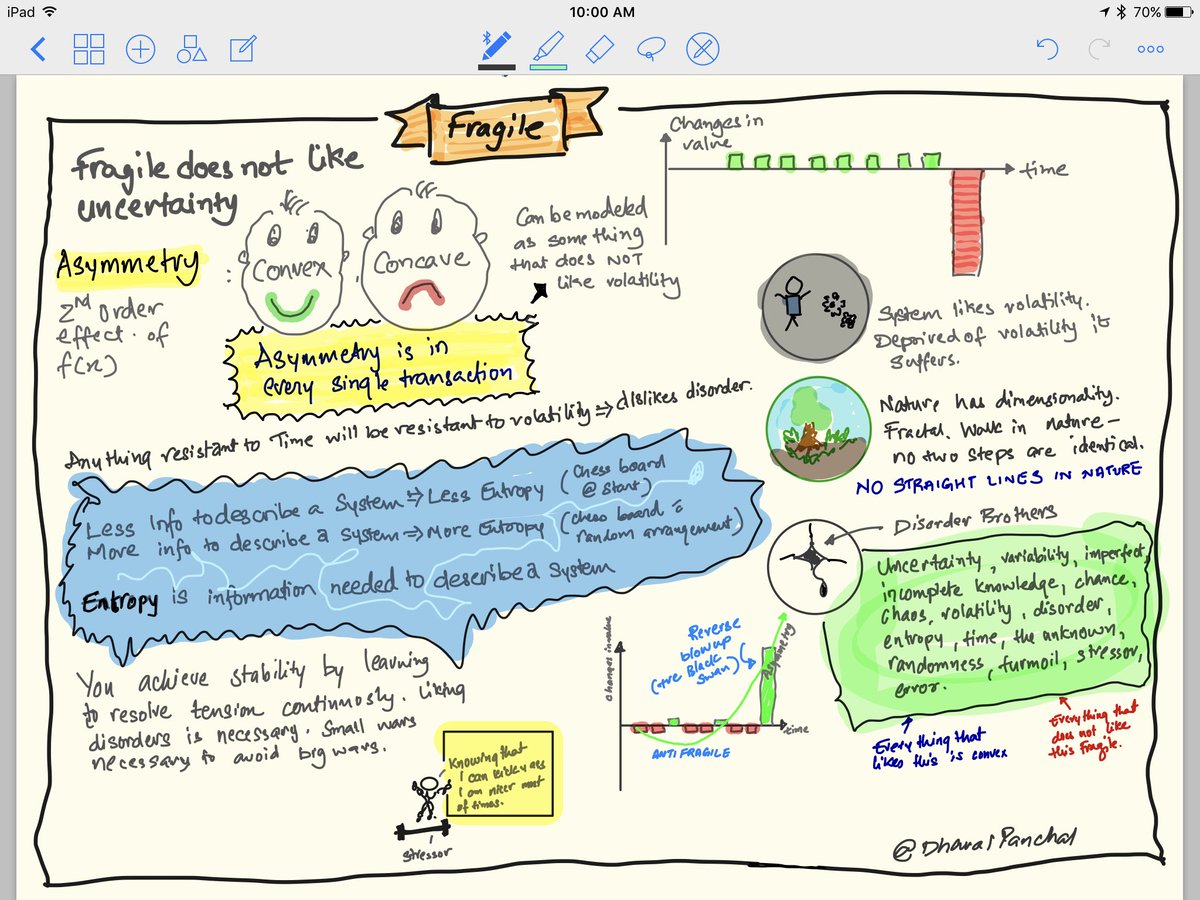 iPad
10:00 AM
70%
Fragile
Fragile does not like
uncertainty
Asymmetry
:
2ND Order
effect of
f(x)
Convex
Concave
Can be modeled
as something
that does NOT
like volatility
Asymmetry is in
every single transaction
Changes in
value
time
System likes volatility.
Deprived of volatility it
suffers.
Nature has dimensionality.
Fractal. Walk in nature –
no two steps are identical.
NO STRAIGHT LINES IN NATURE
Anything resistant to Time will be resistant to volatility ⇒ dislikes disorder.
Less Info to describe a System ⇒ Less Entropy (Chess board @ Start)
More info to describe a system ⇒ More Entropy (chess board c̄ random arrangement)
Entropy is information needed to describe a System
Disorder Brothers
Uncertainty, variability, imperfect,
incomplete knowledge, chance,
Chaos, volatility, disorder,
entropy, time, the unknown,
randomness, turmoil, stressor,
error.
Everything that
likes this is convex
Everything that
does not like
this Fragile.
You achieve stability by learning
to resolve tension continuosly. Liking
disorders is necessary. Small wars
necessary to avoid big wars.
Knowing that
I can kick ass
I am nicer most
of times.
Stressor
Changes in value
Reverse
blow up
(+ve Black
Swan)
Asymmetry
time
ANTI FRAGILE
@DhavalPanchal